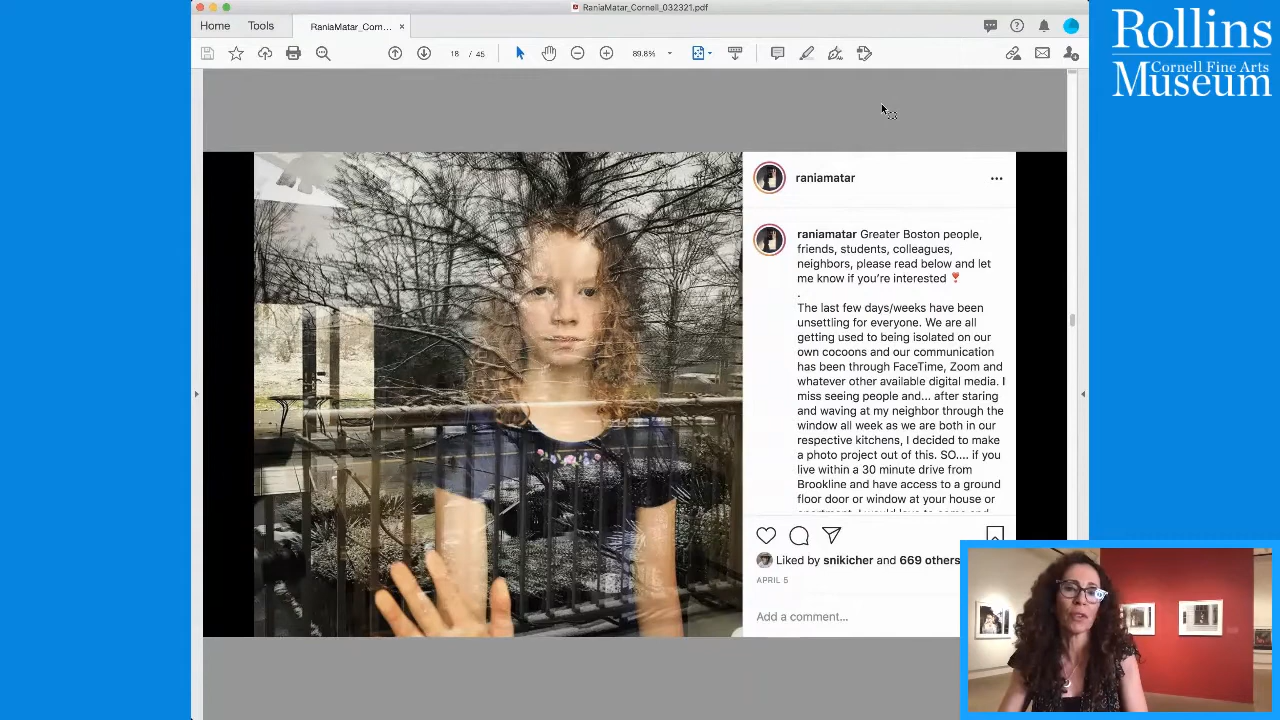 RaniaMatar_Cornell_032321.pdf
Home
Tools
RaniaMatar_Corn...
×
18 / 45
89.8%
Rollins
Cornell Fine Arts
Museum
raniamatar
raniamatar Greater Boston people,
friends, students, colleagues,
neighbors, please read below and let
me know if you're interested
.
The last few days/weeks have been
unsettling for everyone. We are all
getting used to being isolated on our
own cocoons and our communication
has been through FaceTime, Zoom and
whatever other available digital media. I
miss seeing people and... after staring
and waving at my neighbor through the
window all week as we are both in our
respective kitchens, I decided to make
a photo project out of this. SO.... if you
live within a 30 minute drive from
Brookline and have access to a ground
floor door or window at your house or
Liked by snikicher and 669 others
APRIL 5
Add a comment...